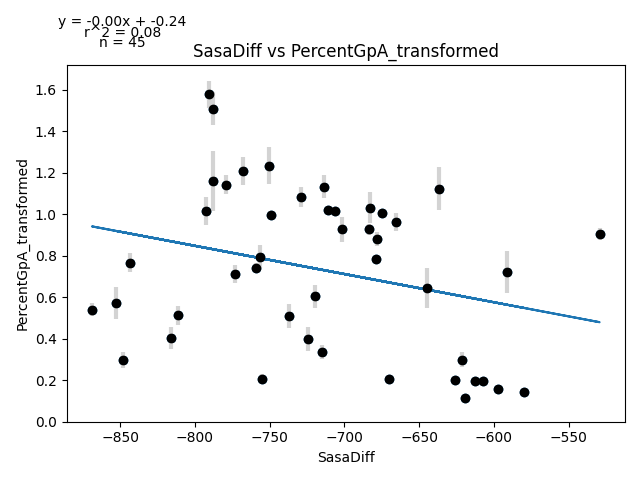 y = -0.00x + -0.24
r^2 = 0.08
n = 45
SasaDiff vs PercentGpA_transformed
PercentGpA_transformed
1.6
1.4
1.2
1.0
0.8
0.6
0.4
0.2
0.0
−850 −800 −750 −700 −650 −600 −550
SasaDiff